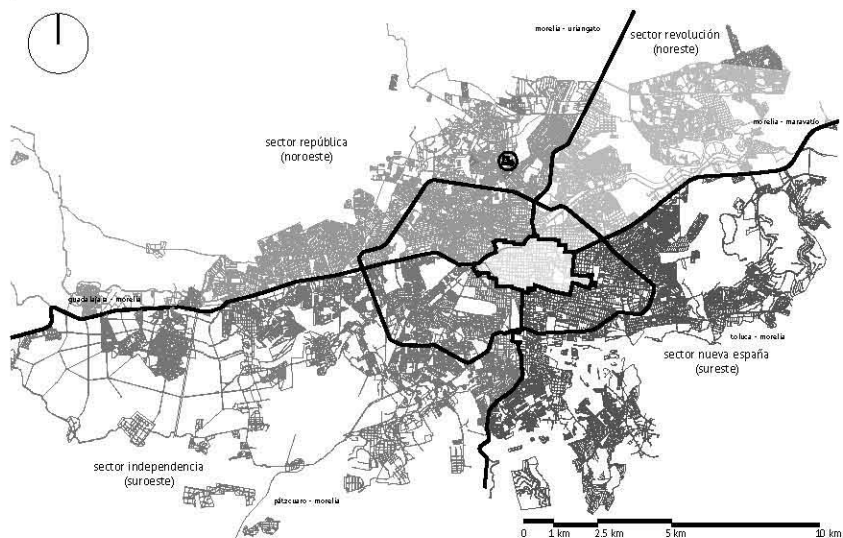 morelia - uriangato
sector revolución
(noreste)
morelia - maravatío
sector república
(noroeste)
guadalajara - morelia
toluca - morelia
sector nueva españa
(sureste)
sector independencia
(suroeste)
pátzcuaro - morelia
0 1 km 2.5 km 5 km 10 km